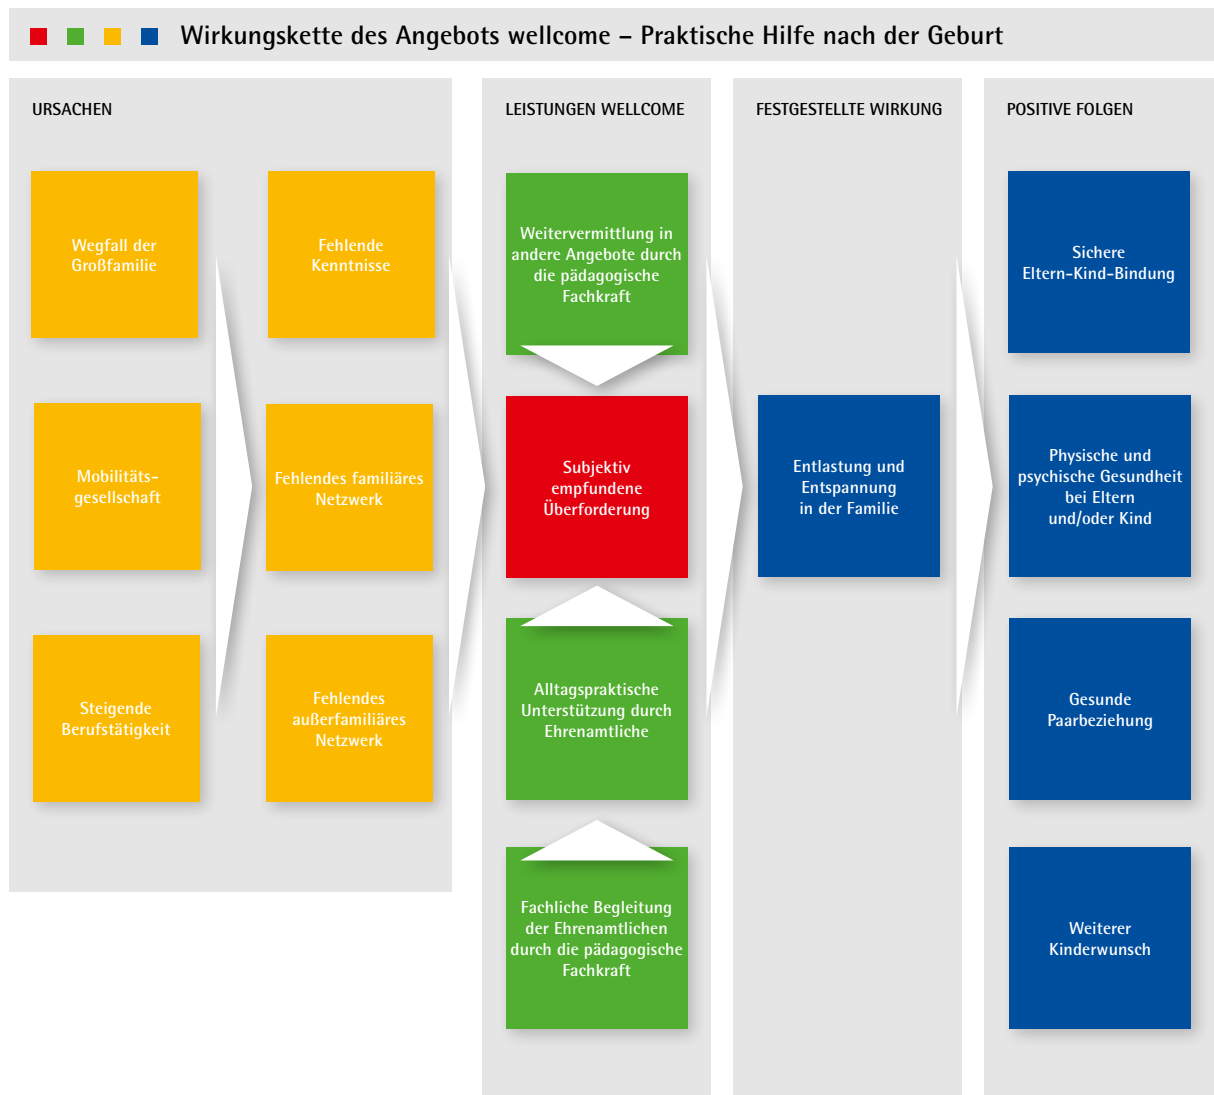 Wirkungskette des Angebots wellcome – Praktische Hilfe nach der Geburt
URSACHEN
Wegfall der
Großfamilie
Fehlende
Kenntnisse
Mobilitäts-
gesellschaft
Fehlendes familiäres
Netzwerk
Steigende
Berufstätigkeit
Fehlendes
außerfamiliäres
Netzwerk
LEISTUNGEN WELLCOME
Weitervermittlung in
andere Angebote durch
die pädagogische
Fachkraft
Subjektiv
empfundene
Überforderung
Alltagspraktische
Unterstützung durch
Ehrenamtliche
Fachliche Begleitung
der Ehrenamtlichen
durch die pädagogische
Fachkraft
FESTGESTELLTE WIRKUNG
Entlastung und
Entspannung
in der Familie
POSITIVE FOLGEN
Sichere
Eltern-Kind-Bindung
Physische und
psychische Gesundheit
bei Eltern
und/oder Kind
Gesunde
Paarbeziehung
Weiterer
Kinderwunsch